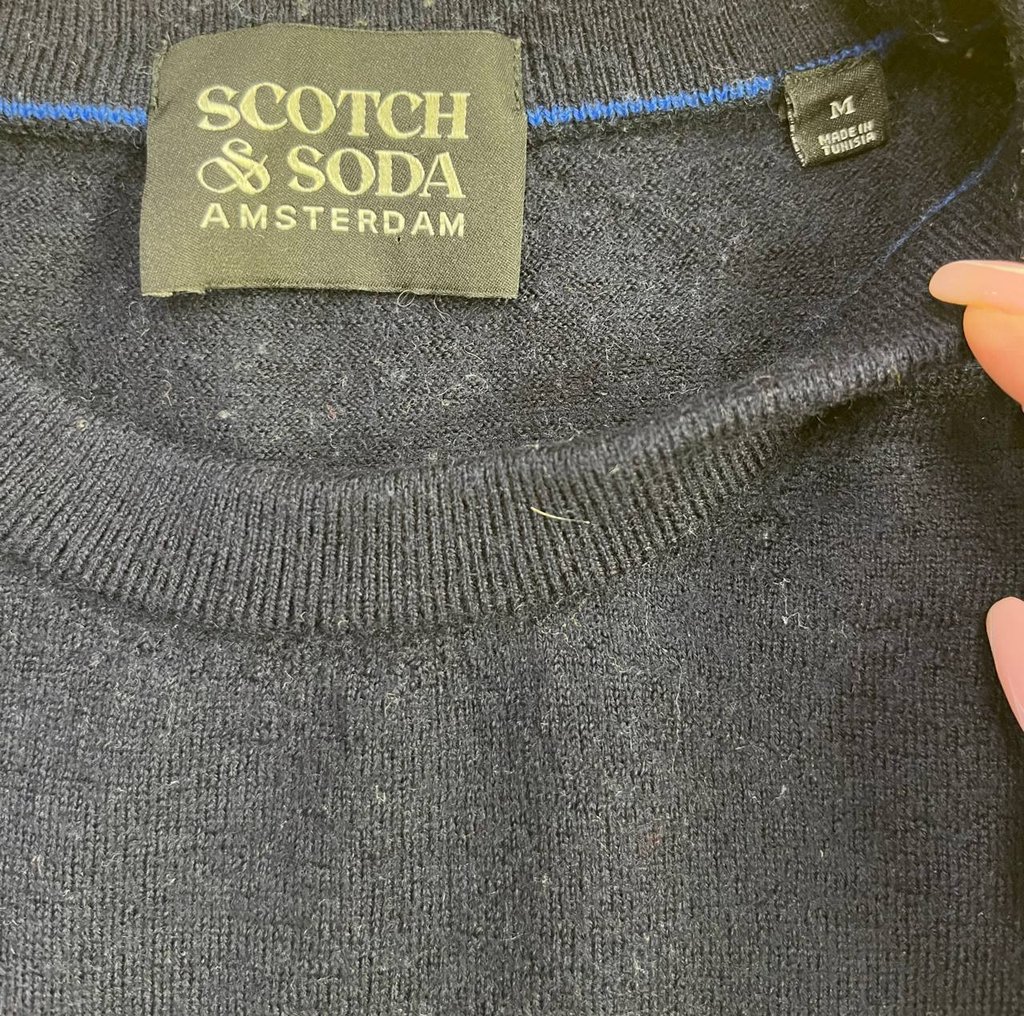 SCOTCH
& SODA
AMSTERDAM
M
MADE IN
TUNISIA